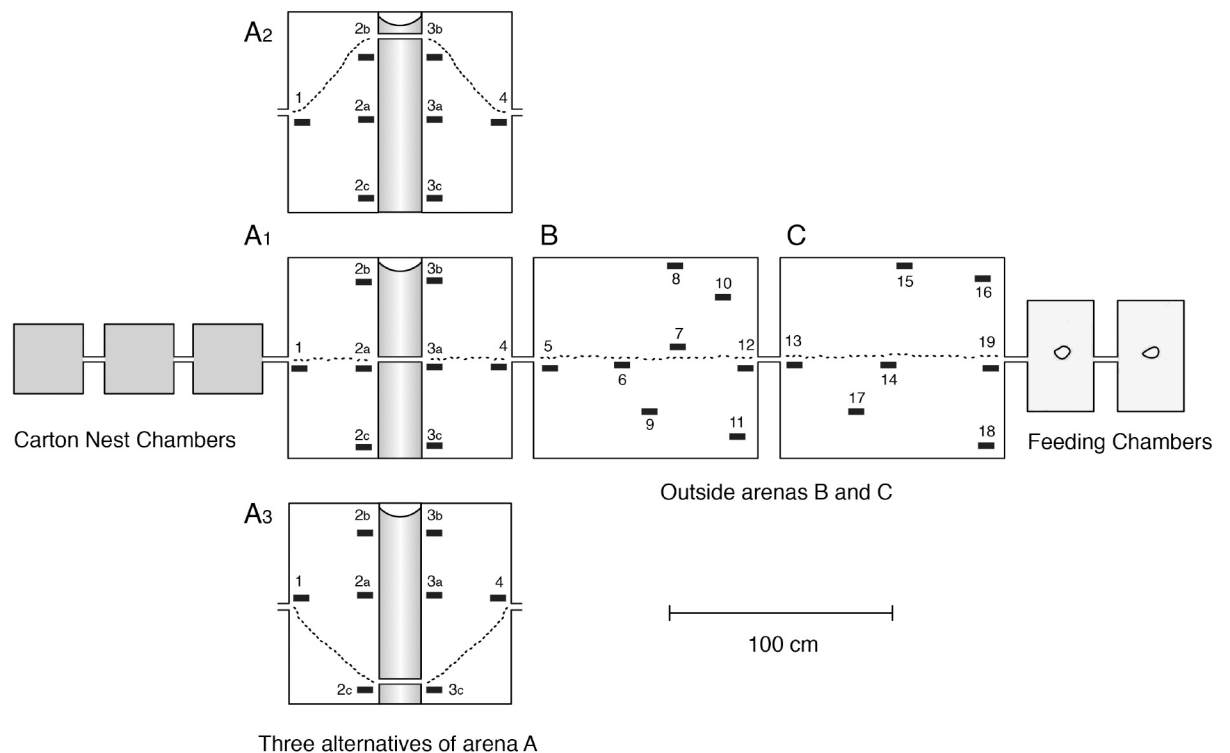 A2
2b 3b
1 4
2a 3a
2c 3c
A1 B C
2b 3b
8 15
10 16
7
1 2a 3a 4 5 12 13 19
6 14
17
9
2c 3c 11 18
Carton Nest Chambers
Feeding Chambers
Outside arenas B and C
A3
2b 3b
1 2a 3a 4
100 cm
2c 3c
Three alternatives of arena A